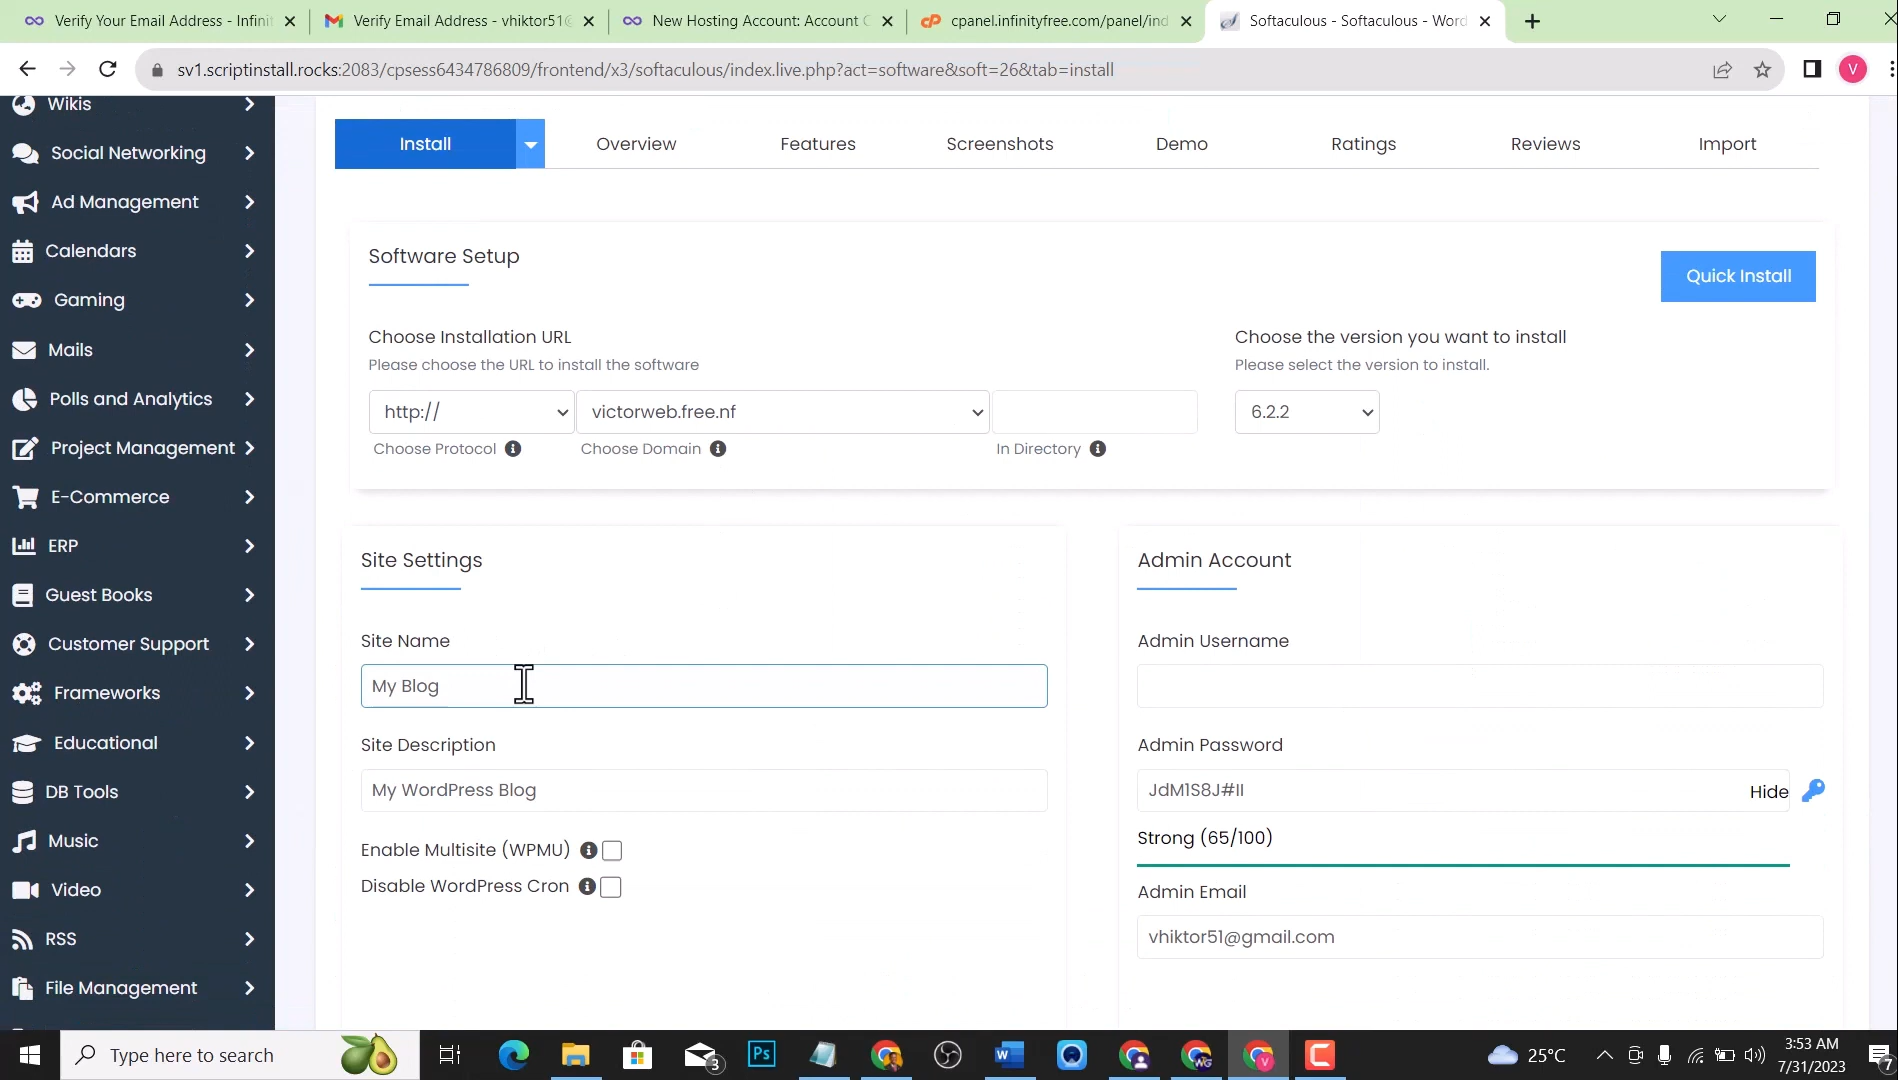 Verify Your Email Address - Infinit
Verify Email Address - vhiktor51@
New Hosting Account: Account C
cpanel.infinityfree.com/panel/ind
Softaculous - Softaculous - Word
sv1.scriptinstall.rocks:2083/cpsess6434786809/frontend/x3/softaculous/index.live.php?act=software&soft=26&tab=install
V
Wikis
Social Networking
Ad Management
Calendars
Gaming
Mails
Polls and Analytics
Project Management
E-Commerce
ERP
Guest Books
Customer Support
Frameworks
Educational
DB Tools
Music
Video
RSS
File Management
Install
Overview
Features
Screenshots
Demo
Ratings
Reviews
Import
Software Setup
Quick Install
Choose Installation URL
Please choose the URL to install the software
http://
victorweb.free.nf
Choose Protocol
Choose Domain
In Directory
Choose the version you want to install
Please select the version to install.
6.2.2
Site Settings
Site Name
My Blog
Site Description
My WordPress Blog
Enable Multisite (WPMU)
Disable WordPress Cron
Admin Account
Admin Username
Admin Password
JdM1S8J#II
Hide
Strong (65/100)
Admin Email
vhiktor51@gmail.com
Type here to search
3
Ps
W
25°C
3:53 AM
7/31/2023
7